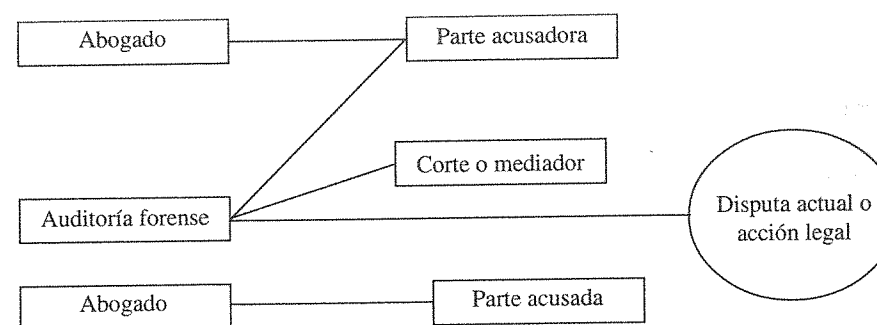 Abogado
Parte acusadora
Corte o mediador
Auditoría forense
Disputa actual o
acción legal
Abogado
Parte acusada